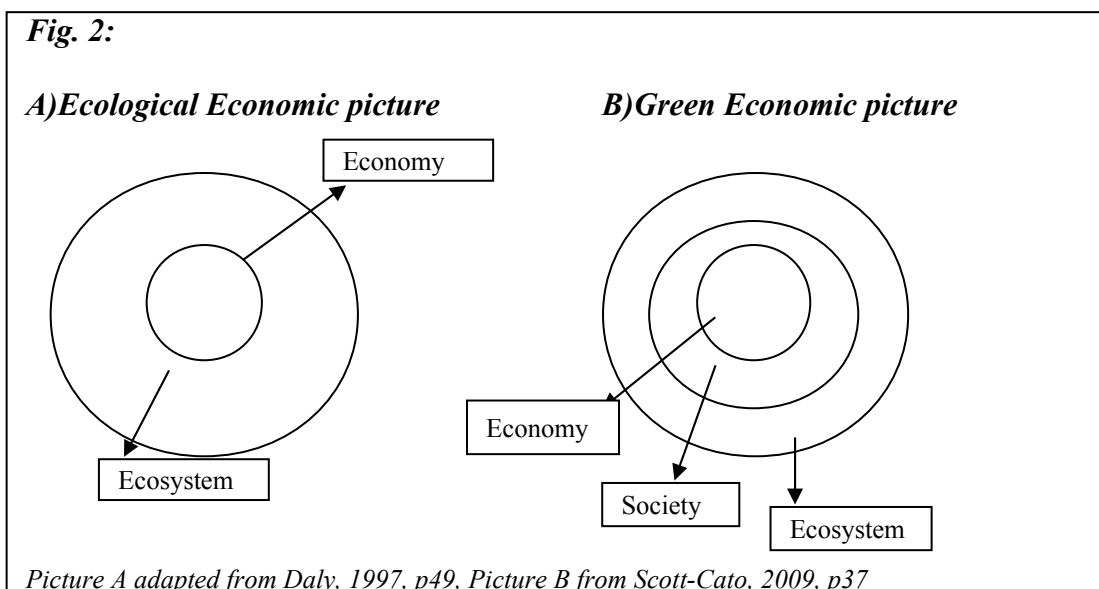 Fig. 2:
A)Ecological Economic picture
B)Green Economic picture
Economy
Ecosystem
Economy
Society
Ecosystem
Picture A adapted from Daly, 1997, p49, Picture B from Scott-Cato, 2009, p37